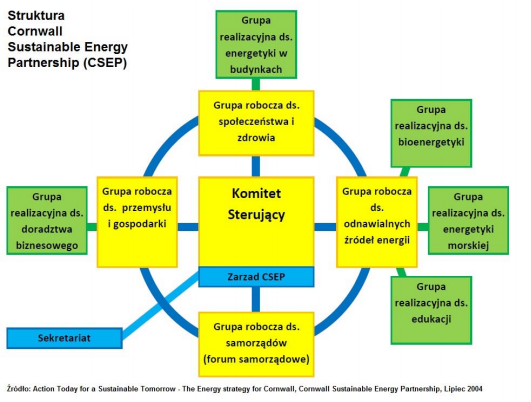 Struktura
Cornwall
Sustainable Energy
Partnership (CSEP)
Grupa
realizacyjna ds.
energetyki w
budynkach
Grupa robocza ds.
społeczeństwa i
zdrowia
Grupa
realizacyjna ds.
bioenergetyki
Grupa
realizacyjna ds.
doradztwa
biznesowego
Grupa robocza
ds. przemysłu
i gospodarki
Komitet
Sterujący
Grupa robocza
ds.
odnawialnych
źródeł energii
Grupa
realizacyjna ds.
energetyki
morskiej
Zarzad CSEP
Grupa
realizacyjna ds.
edukacji
Sekretariat
Grupa robocza ds.
samorządów
(forum samorządowe)
Źródło: Action Today for a Sustainable Tomorrow - The Energy strategy for Cornwall, Cornwall Sustainable Energy Partnership, Lipiec 2004